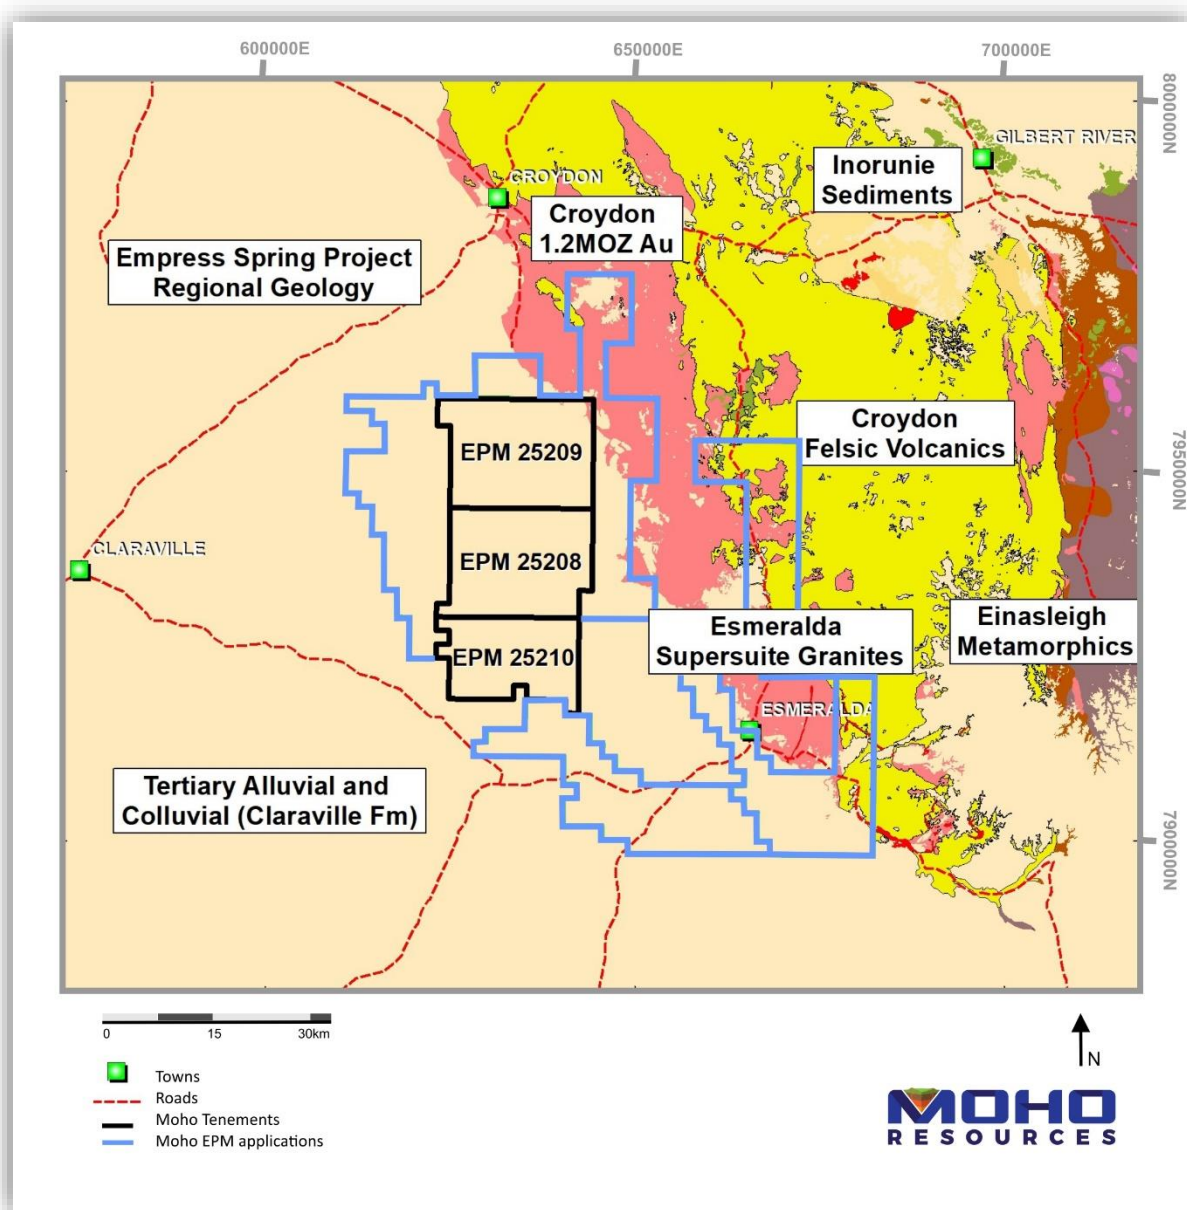 600000E
650000E
700000E
8000000N
7950000N
7900000N
GILBERT RIVER
CROYDON
Inorunie
Sediments
Croydon
1.2MOZ Au
Empress Spring Project
Regional Geology
EPM 25209
Croydon
Felsic Volcanics
CLARAVILLE
EPM 25208
Einasleigh
Metamorphics
Esmeralda
Supersuite Granites
EPM 25210
ESMERALDA
Tertiary Alluvial and
Colluvial (Claraville Fm)
0 15 30km
N
Towns
Roads
Moho Tenements
Moho EPM applications
MOHO
RESOURCES